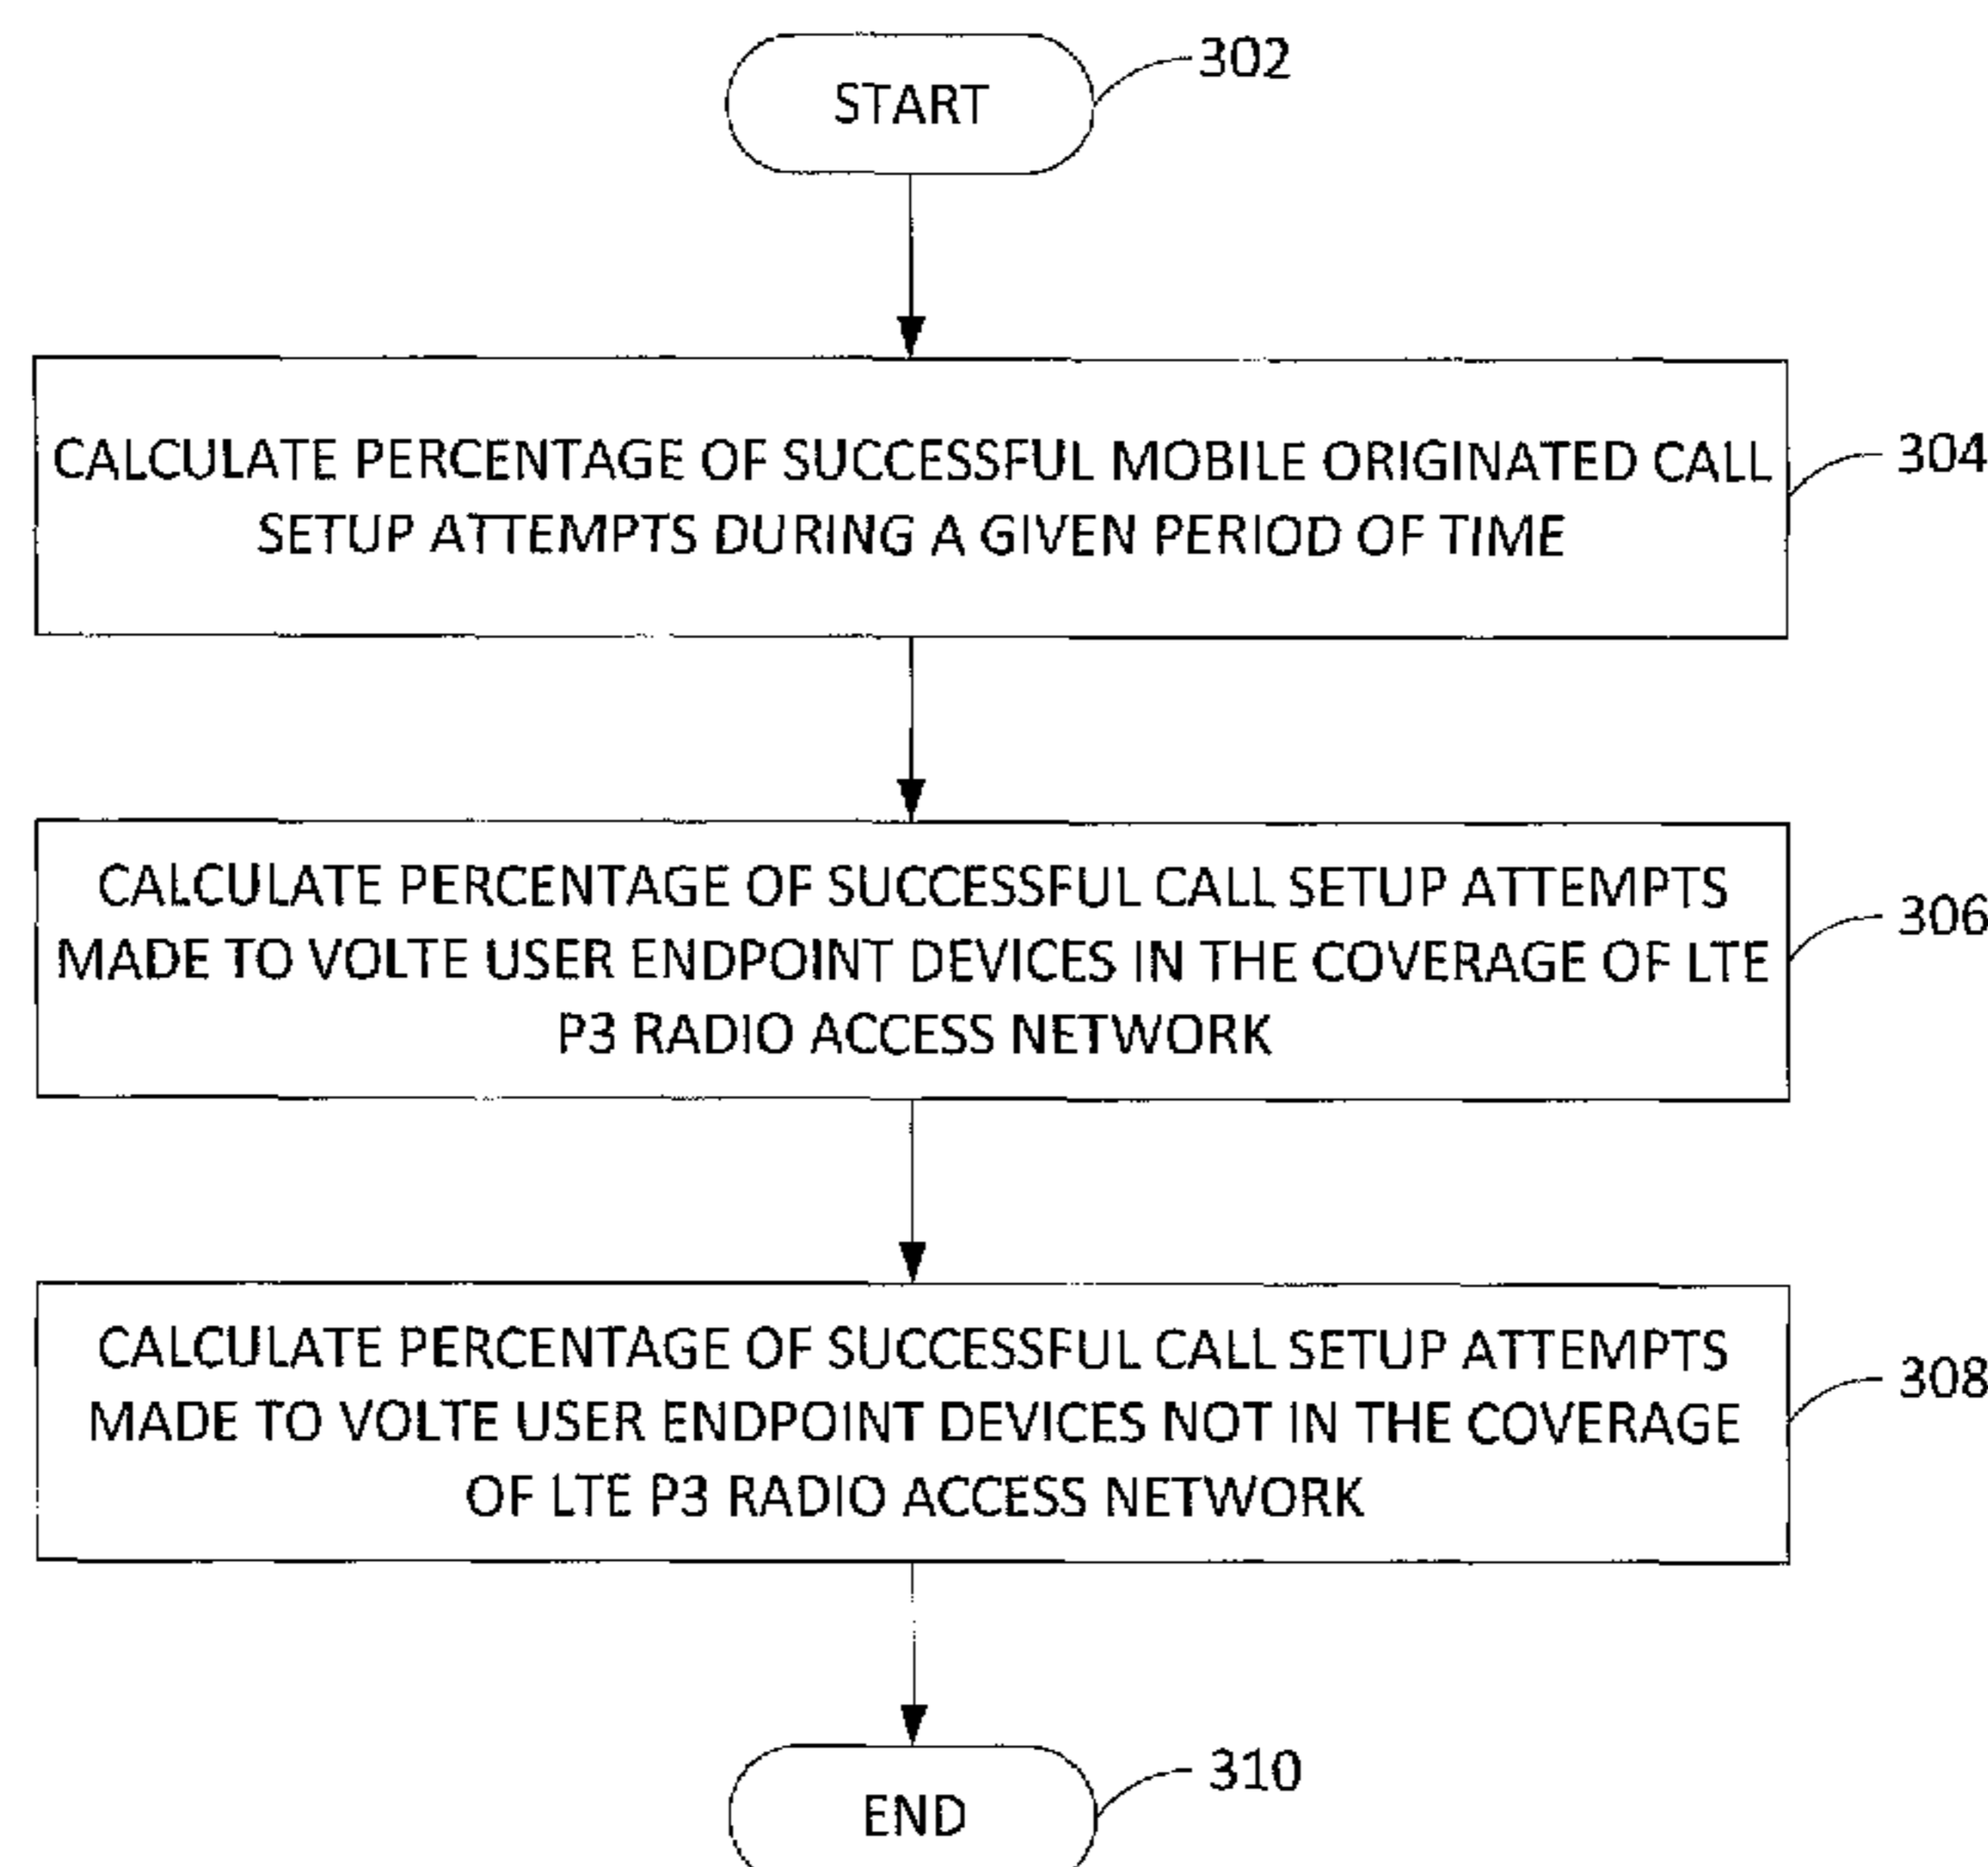 START
302
CALCULATE PERCENTAGE OF SUCCESSFUL MOBILE ORIGINATED CALL
SETUP ATTEMPTS DURING A GIVEN PERIOD OF TIME
304
CALCULATE PERCENTAGE OF SUCCESSFUL CALL SETUP ATTEMPTS
MADE TO VOLTE USER ENDPOINT DEVICES IN THE COVERAGE OF LTE
P3 RADIO ACCESS NETWORK
306
CALCULATE PERCENTAGE OF SUCCESSFUL CALL SETUP ATTEMPTS
MADE TO VOLTE USER ENDPOINT DEVICES NOT IN THE COVERAGE
OF LTE P3 RADIO ACCESS NETWORK
308
END
310